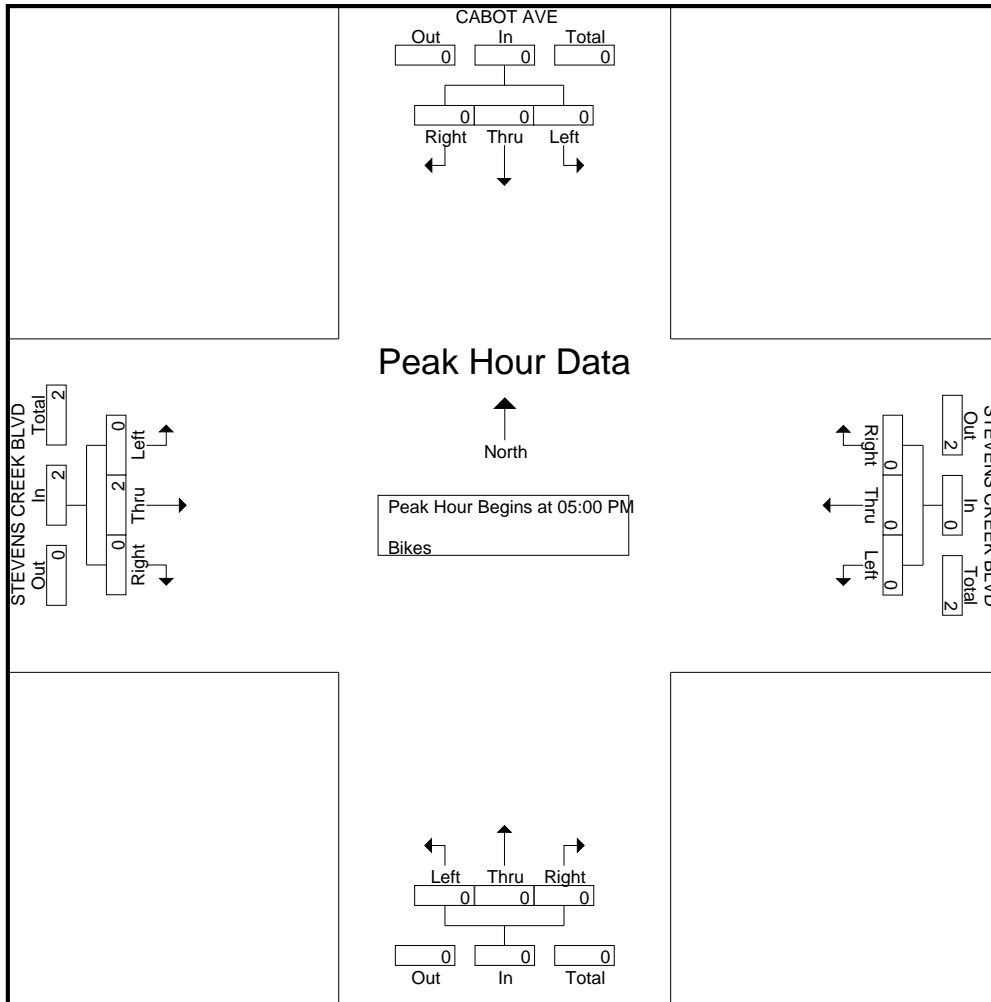 CABOT AVE
Out In Total
0 0 0
0 0 0
Right Thru Left
Peak Hour Data
North
Peak Hour Begins at 05:00 PM
Bikes
STEVENS CREEK BLVD
Out In Total
0 2 2
Right Thru Left
0 2 0
STEVENS CREEK BLVD
Out In Total
2 0 2
Right Thru Left
0 0 0
Left Thru Right
0 0 0
0 0 0
Out In Total